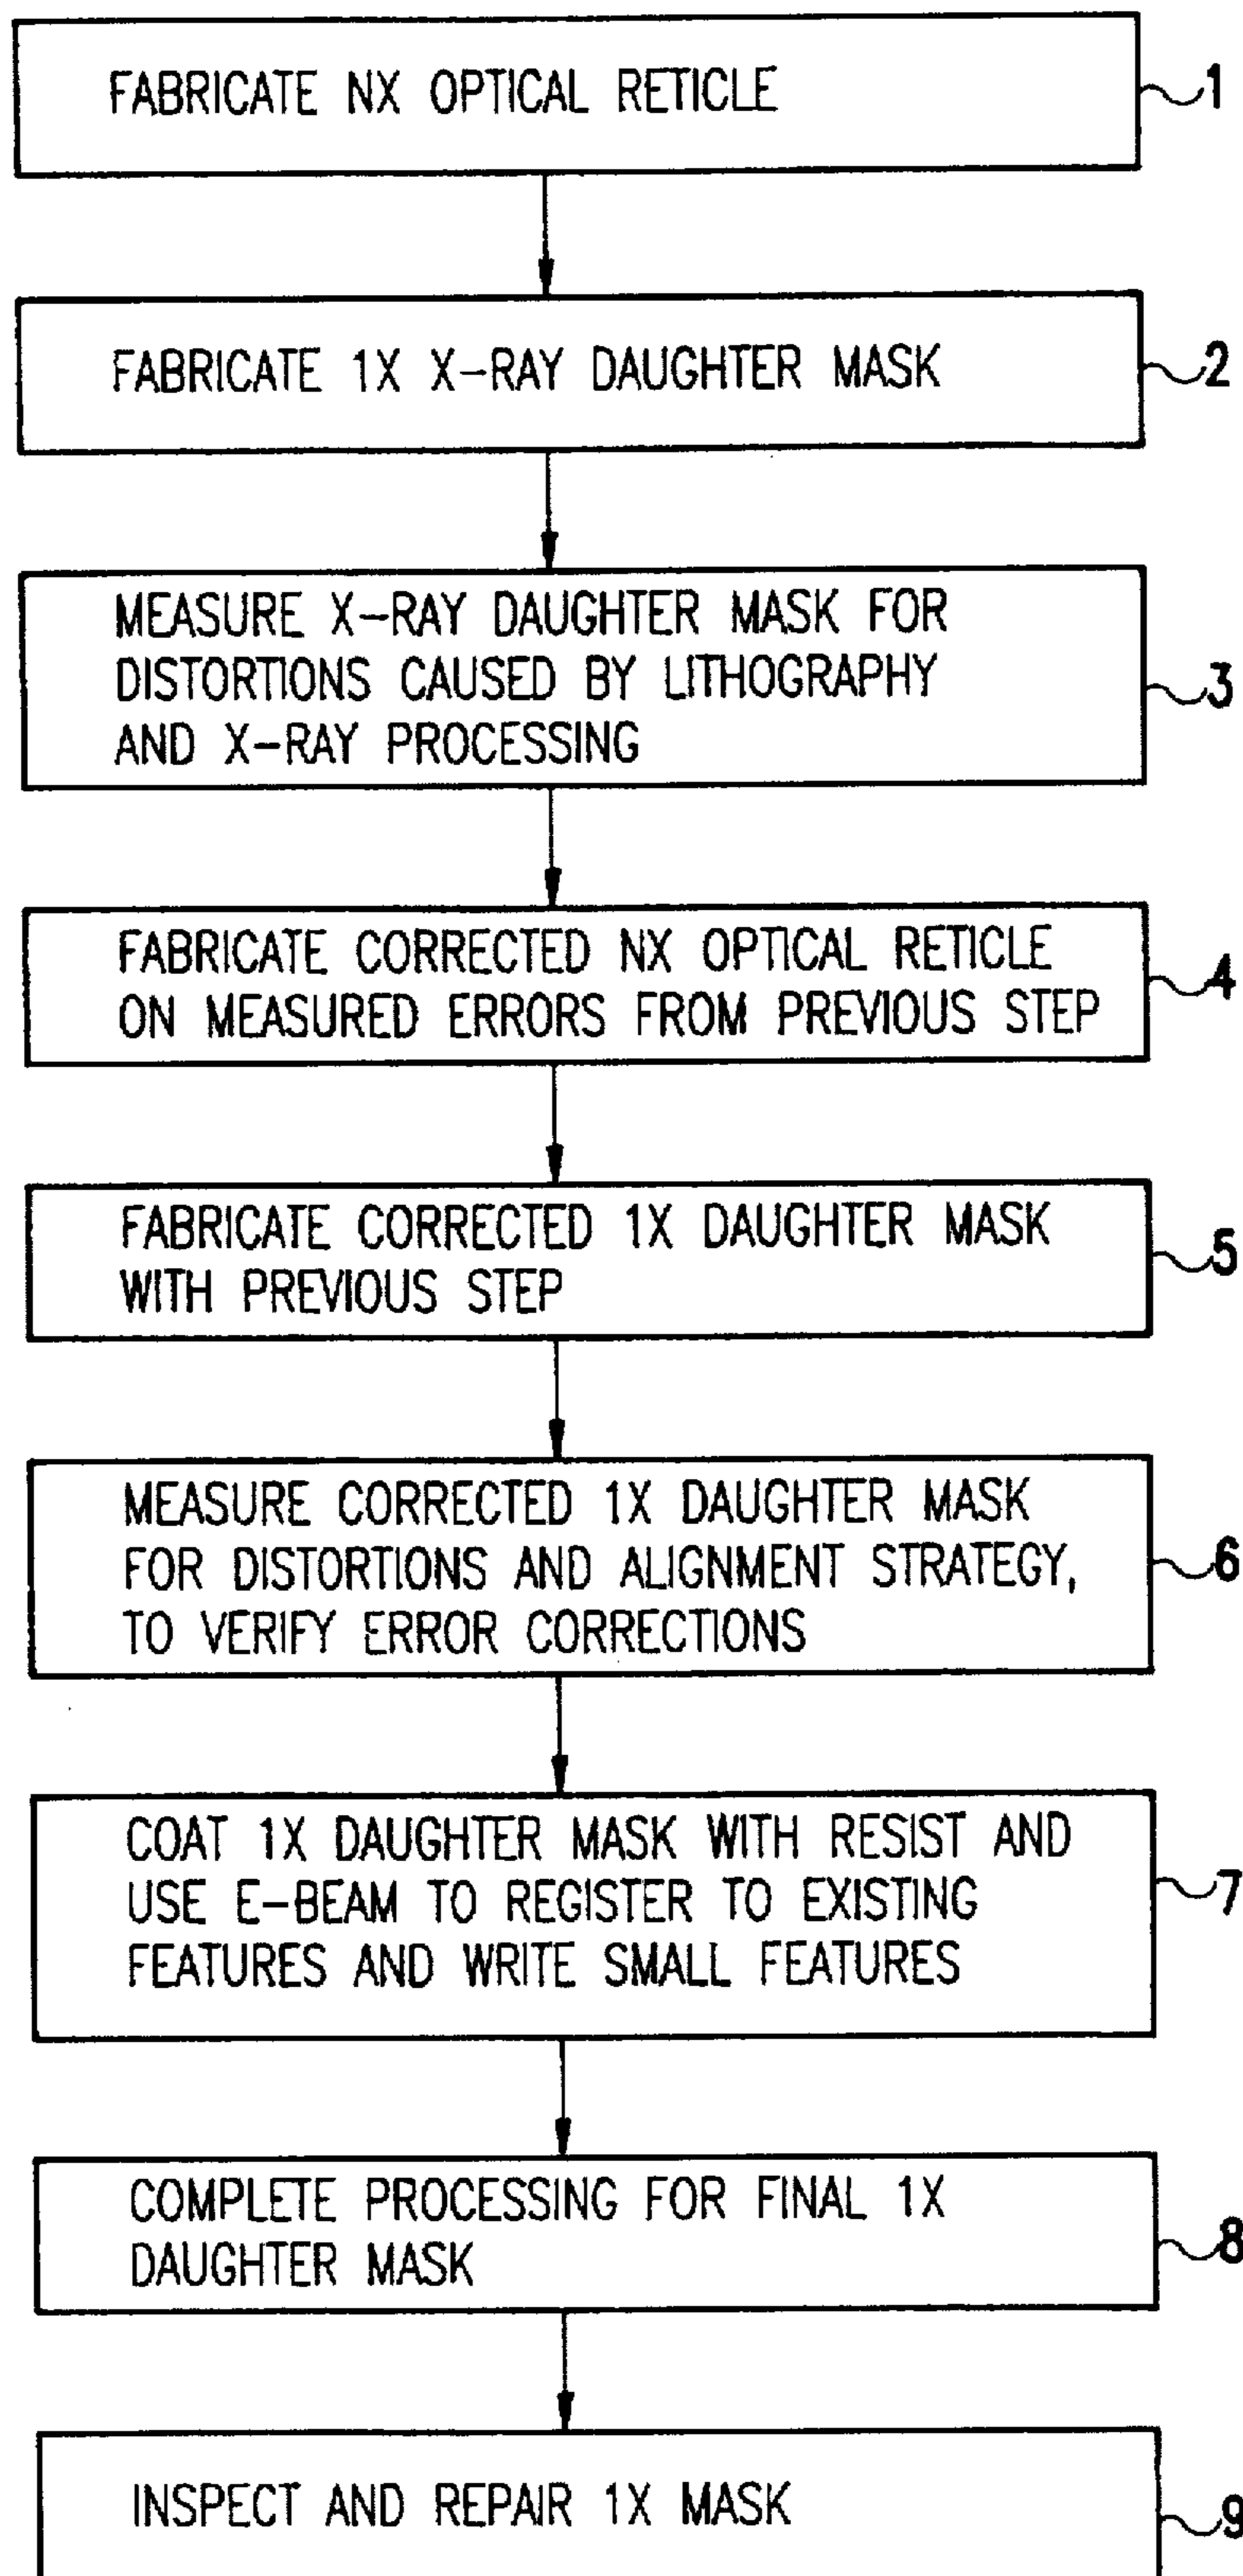 FABRICATE NX OPTICAL RETICLE
1
FABRICATE 1X X-RAY DAUGHTER MASK
2
MEASURE X-RAY DAUGHTER MASK FOR
DISTORTIONS CAUSED BY LITHOGRAPHY
AND X-RAY PROCESSING
3
FABRICATE CORRECTED NX OPTICAL RETICLE
ON MEASURED ERRORS FROM PREVIOUS STEP
4
FABRICATE CORRECTED 1X DAUGHTER MASK
WITH PREVIOUS STEP
5
MEASURE CORRECTED 1X DAUGHTER MASK
FOR DISTORTIONS AND ALIGNMENT STRATEGY,
TO VERIFY ERROR CORRECTIONS
6
COAT 1X DAUGHTER MASK WITH RESIST AND
USE E-BEAM TO REGISTER TO EXISTING
FEATURES AND WRITE SMALL FEATURES
7
COMPLETE PROCESSING FOR FINAL 1X
DAUGHTER MASK
8
INSPECT AND REPAIR 1X MASK
9